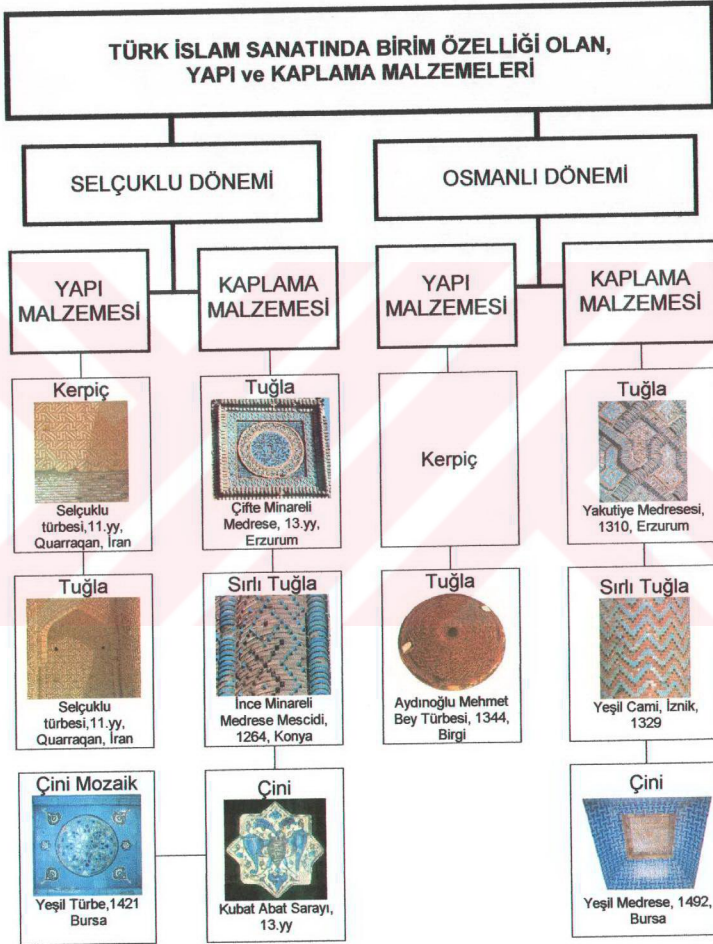 TÜRK İSLAM SANATINDA BİRİM ÖZELLİĞİ OLAN,
YAPI ve KAPLAMA MALZEMELERİ
SELÇUKLU DÖNEMİ
OSMANLI DÖNEMİ
YAPI
MALZEMESİ
KAPLAMA
MALZEMESİ
YAPI
MALZEMESİ
KAPLAMA
MALZEMESİ
Kerpiç
Selçuklu
türbesi,11.yy,
Quarraqan, İran
Tuğla
Çifte Minareli
Medrese, 13.yy,
Erzurum
Kerpiç
Tuğla
Yakutiye Medresesi,
1310, Erzurum
Tuğla
Selçuklu
türbesi,11.yy,
Quarraqan, İran
Sırlı Tuğla
İnce Minareli
Medrese Mescidi,
1264, Konya
Tuğla
Aydınoğlu Mehmet
Bey Türbesi, 1344,
Birgi
Sırlı Tuğla
Yeşil Cami, İznik,
1329
Çini Mozaik
Yeşil Türbe,1421
Bursa
Çini
Kubat Abat Sarayı,
13.yy
Çini
Yeşil Medrese, 1492,
Bursa